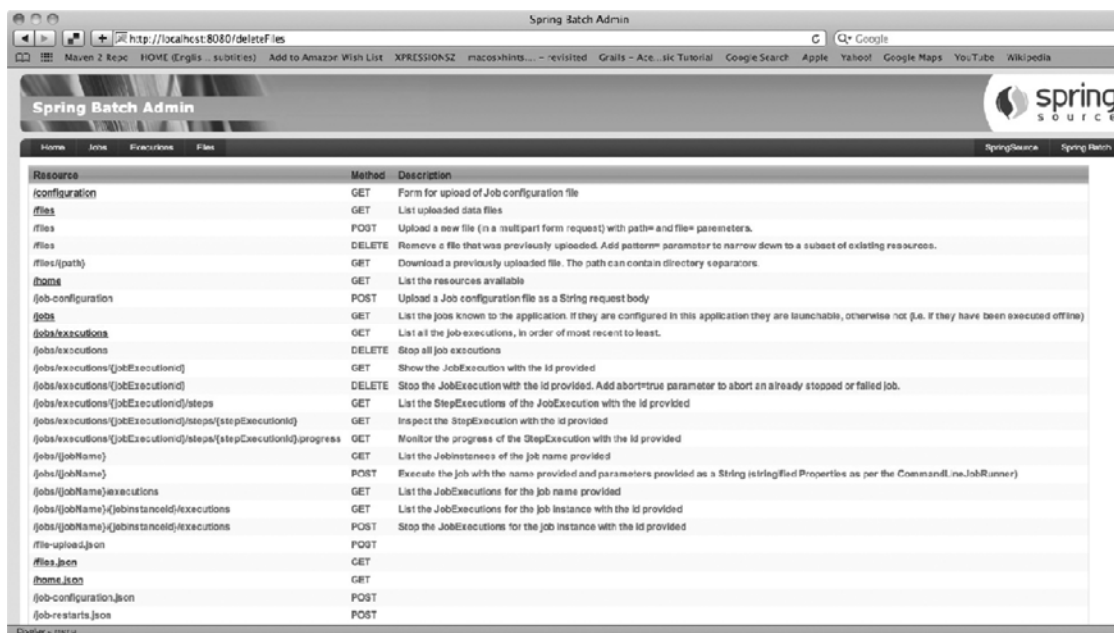 Spring Batch Admin
http://localhost:8080/deleteFiles
Google
Maven 2 Repo HOME (Englis... subtitles) Add to Amazon Wish List XPRESSIONSZ macosxhints.... – revisited Grails – Ace...sic Tutorial Google Search Apple Yahoo! Google Maps YouTube Wikipedia
Spring Batch Admin
spring
source
Home Jobs Executions Files SpringSource Spring Batch
Resource Method Description
/configuration GET Form for upload of Job configuration file
/files GET List uploaded data files
/files POST Upload a new file (in a multipart form request) with path= and file= parameters.
/files DELETE Remove a file that was previously uploaded. Add pattern= parameter to narrow down to a subset of existing resources.
/files/{path} GET Download a previously uploaded file. The path can contain directory separators.
/home GET List the resources available
/job-configuration POST Upload a Job configuration file as a String request body
/jobs GET List the jobs known to the application. If they are configured in this application they are launchable, otherwise not (i.e. if they have been executed offline)
/jobs/executions GET List all the job executions, in order of most recent to least.
/jobs/executions DELETE Stop all job executions
/jobs/executions/{jobExecutionId} GET Show the JobExecution with the id provided
/jobs/executions/{jobExecutionId} DELETE Stop the JobExecution with the id provided. Add abort=true parameter to abort an already stopped or failed job.
/jobs/executions/{jobExecutionId}/steps GET List the StepExecutions of the JobExecution with the id provided
/jobs/executions/{jobExecutionId}/steps/{stepExecutionId} GET Inspect the StepExecution with the id provided
/jobs/executions/{jobExecutionId}/steps/{stepExecutionId}/progress GET Monitor the progress of the StepExecution with the id provided
/jobs/{jobName} GET List the JobInstances of the job name provided
/jobs/{jobName} POST Execute the job with the name provided and parameters provided as a String (stringified Properties as per the CommandLineJobRunner)
/jobs/{jobName}/executions GET List the JobExecutions for the job name provided
/jobs/{jobName}/{jobInstanceId}/executions GET List the JobExecutions for the job instance with the id provided
/jobs/{jobName}/{jobInstanceId}/executions POST Stop the JobExecutions for the job instance with the id provided
/file-upload.json POST
/files.json GET
/home.json GET
/job-configuration.json POST
/job-restarts.json POST